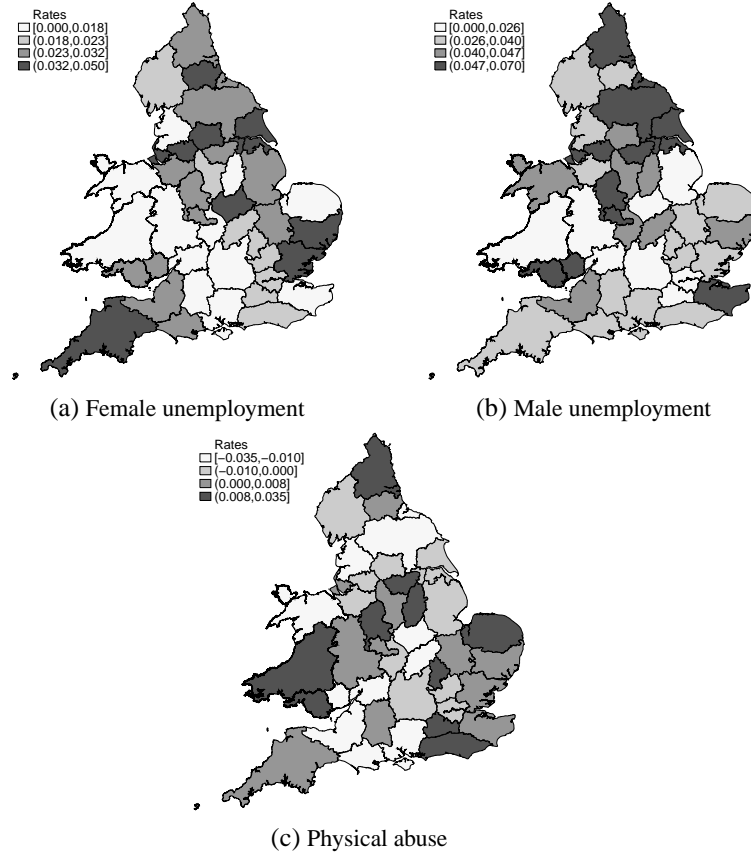 Rates
[0.000,0.018]
(0.018,0.023]
(0.023,0.032]
(0.032,0.050]
Rates
[0.000,0.026]
(0.026,0.040]
(0.040,0.047]
(0.047,0.070]
(a) Female unemployment
(b) Male unemployment
Rates
[−0.035,−0.010]
(−0.010,0.000]
(0.000,0.008]
(0.008,0.035]
(c) Physical abuse